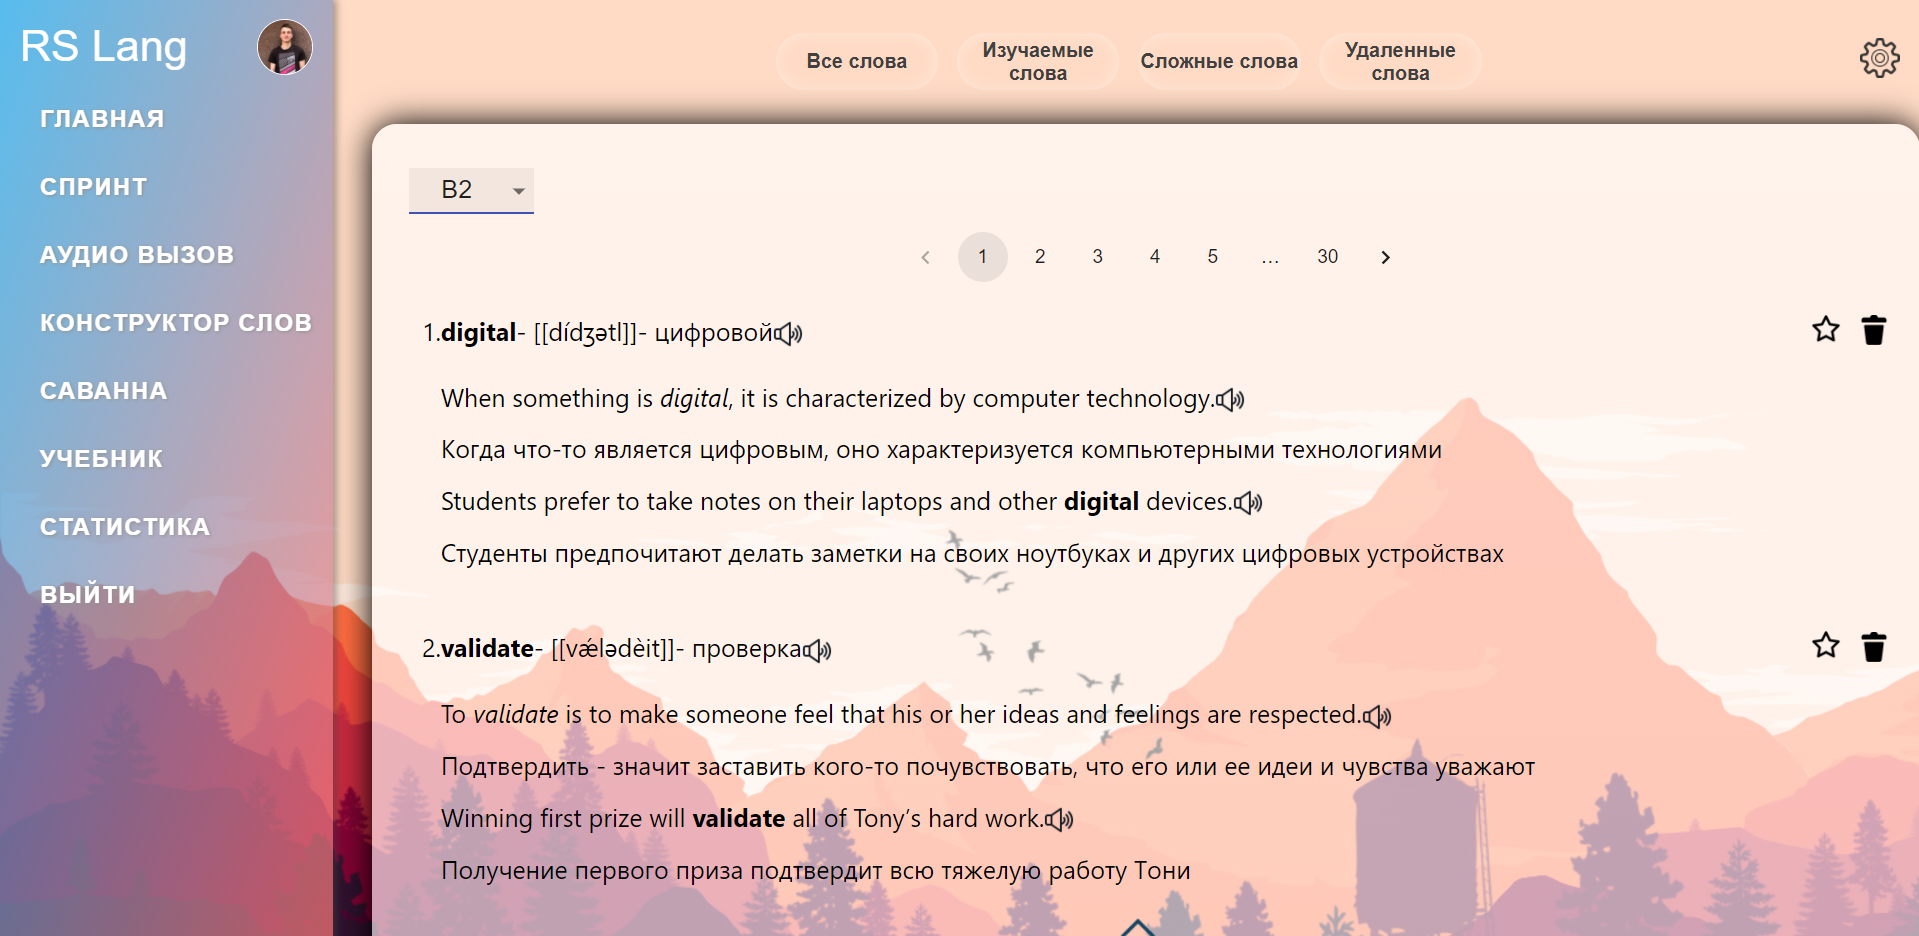 RS Lang
ГЛАВНАЯ
СПРИНТ
АУДИО ВЫЗОВ
КОНСТРУКТОР СЛОВ
САВАННА
УЧЕБНИК
СТАТИСТИКА
ВЫЙТИ
Все слова
Изучаемые
слова
Сложные слова
Удаленные
слова
B2
1 2 3 4 5 … 30
1.digital- [[dídʒətl]]- цифровой
When something is digital, it is characterized by computer technology.
Когда что-то является цифровым, оно характеризуется компьютерными технологиями
Students prefer to take notes on their laptops and other digital devices.
Студенты предпочитают делать заметки на своих ноутбуках и других цифровых устройствах
2.validate- [[vǽlədèit]]- проверка
To validate is to make someone feel that his or her ideas and feelings are respected.
Подтвердить - значит заставить кого-то почувствовать, что его или ее идеи и чувства уважают
Winning first prize will validate all of Tony’s hard work.
Получение первого приза подтвердит всю тяжелую работу Тони